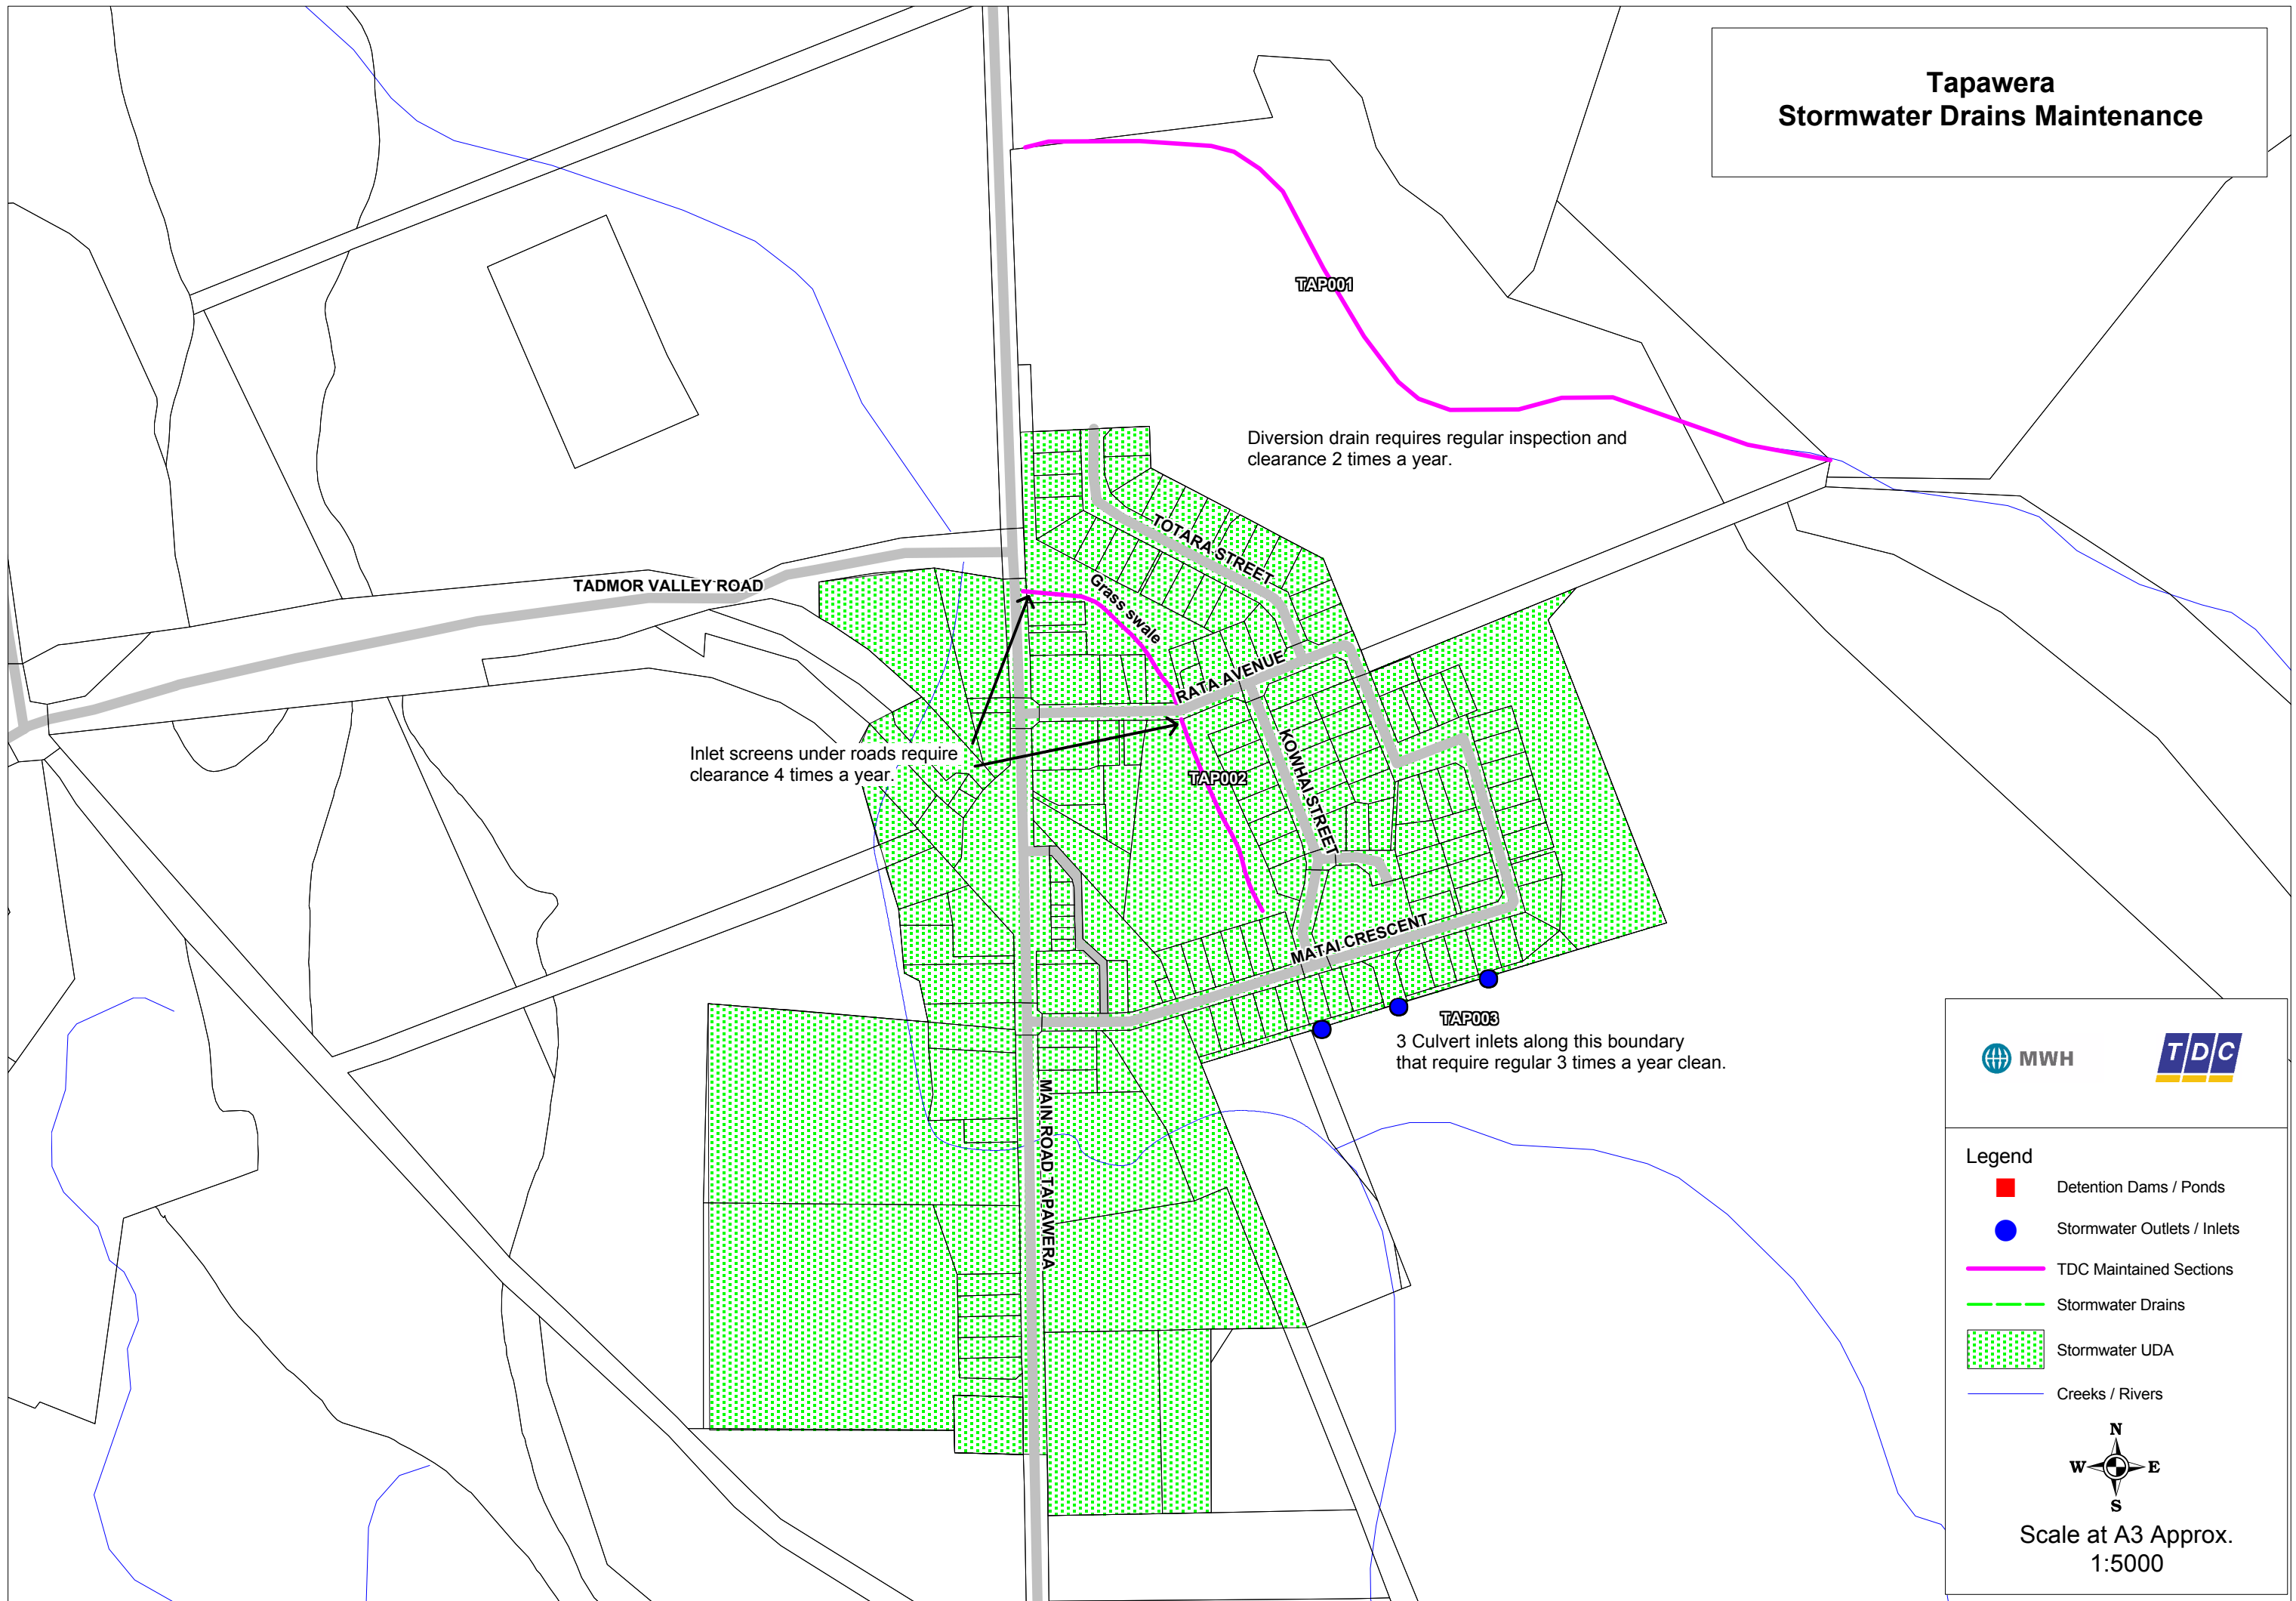 Tapawera
Stormwater Drains Maintenance
TAP001
Diversion drain requires regular inspection and
clearance 2 times a year.
TOTARA STREET
TADMOR VALLEY ROAD
Grass swale
RATA AVENUE
Inlet screens under roads require
clearance 4 times a year.
TAP002
KOWHAI STREET
MATAI CRESCENT
TAP003
3 Culvert inlets along this boundary
that require regular 3 times a year clean.
MAIN ROAD TAPAWERA
MWH
TDC
Legend
Detention Dams / Ponds
Stormwater Outlets / Inlets
TDC Maintained Sections
Stormwater Drains
Stormwater UDA
Creeks / Rivers
N
W E
S
Scale at A3 Approx.
1:5000